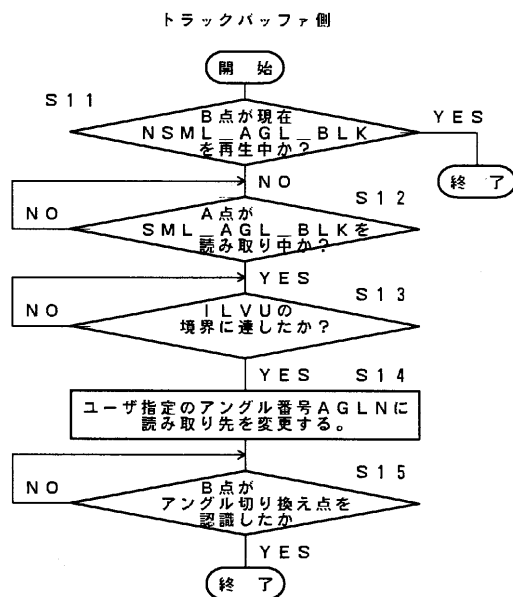 トラックバッファ側
開 始
S11
B点が現在
NSML_AGL_BLK
を再生中か?
YES
終 了
NO
S12
NO
A点が
SML_AGL_BLKを
読み取り中か?
YES
S13
NO
ILVUの
境界に達したか?
YES
S14
ユーザ指定のアングル番号AGLNに
読み取り先を変更する。
S15
NO
B点が
アングル切り換え点を
認識したか
YES
終 了